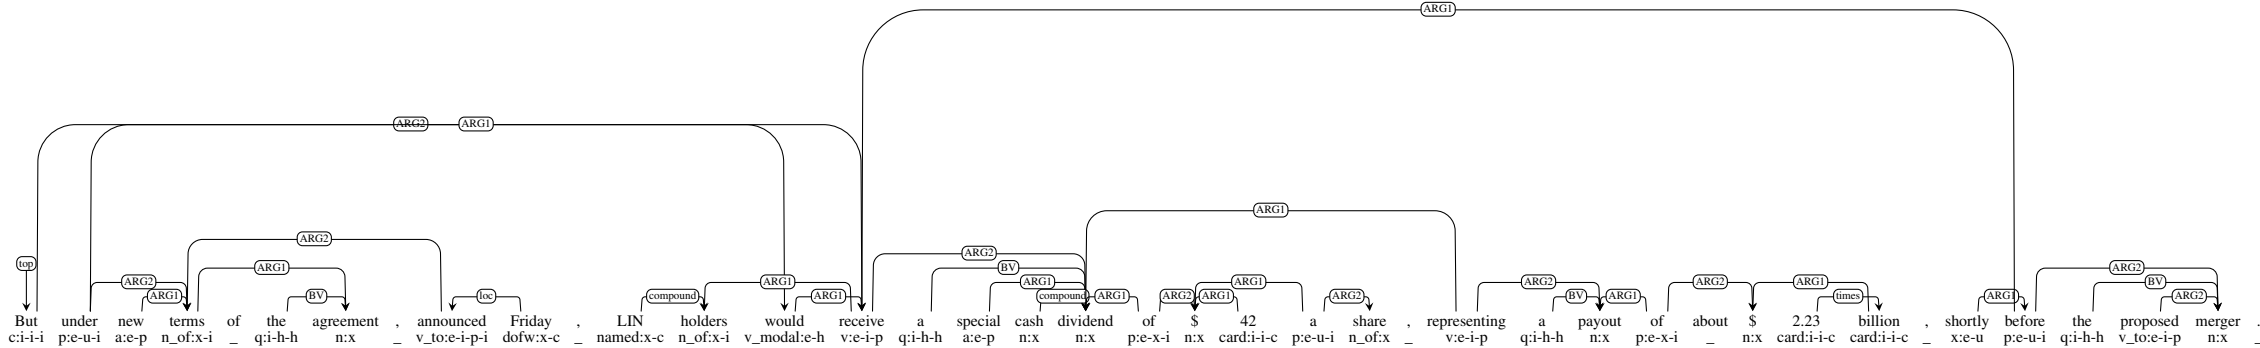 ARG1
ARG2 ARG1
ARG1
ARG2
ARG2
top ARG1 BV
ARG2 ARG1 ARG1 ARG1 ARG2 ARG2 ARG1 BV
ARG1 BV loc compound ARG1 compound ARG1 ARG2 ARG1 ARG2 BV ARG1 times ARG1 ARG2
But under new terms of the agreement , announced Friday , LIN holders would receive a special cash dividend of $ 42 a share , representing a payout of about $ 2.23 billion , shortly before the proposed merger .
c:i-i-i p:e-u-i a:e-p n_of:x-i _ q:i-h-h n:x _ v_to:e-i-p-i dofw:x-c _ named:x-c n_of:x-i v_modal:e-h v:e-i-p q:i-h-h a:e-p n:x n:x p:e-x-i n:x card:i-i-c p:e-u-i n_of:x _ v:e-i-p q:i-h-h n:x p:e-x-i _ n:x card:i-i-c card:i-i-c _ x:e-u p:e-u-i q:i-h-h v_to:e-i-p n:x _